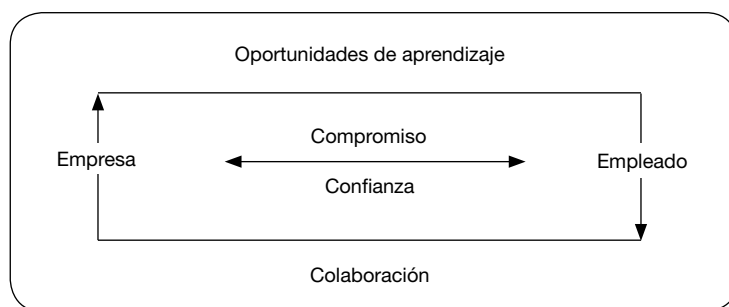 Oportunidades de aprendizaje
Compromiso
Empresa
Empleado
Confianza
Colaboración